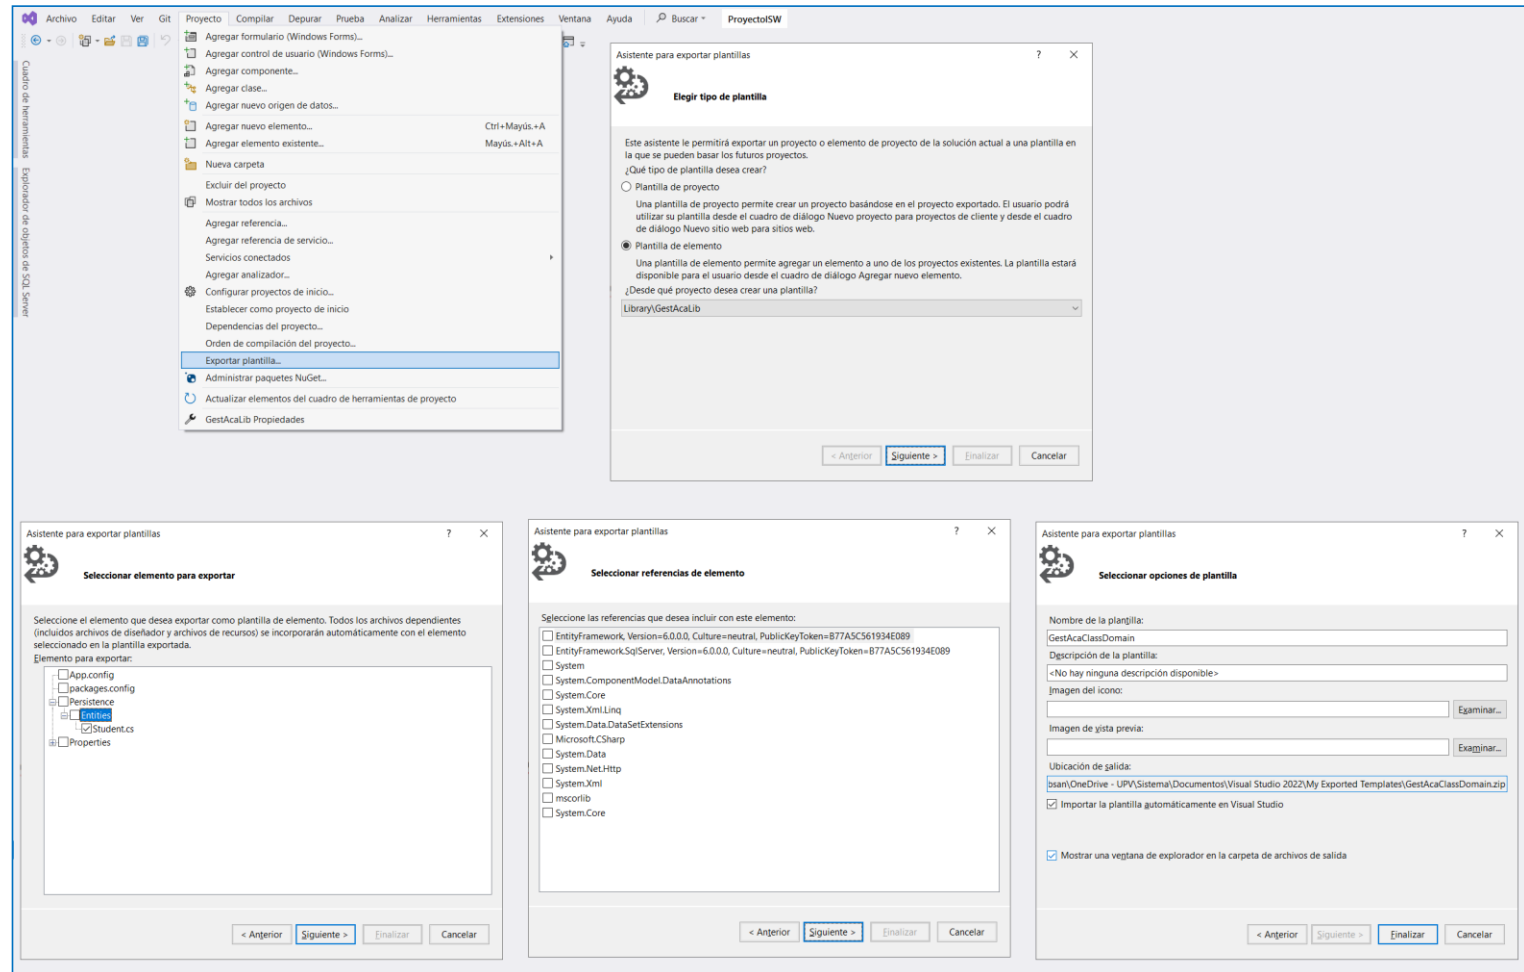 Archivo Editar Ver Git Proyecto Compilar Depurar Prueba Analizar Herramientas Extensiones Ventana Ayuda Buscar ProyectoISW
Cuadro de herramientas
Explorador de objetos de SQL Server
Agregar formulario (Windows Forms)...
Agregar control de usuario (Windows Forms)...
Agregar componente...
Agregar clase...
Agregar nuevo origen de datos...
Agregar nuevo elemento... Ctrl+Mayús.+A
Agregar elemento existente... Mayús.+Alt+A
Nueva carpeta
Excluir del proyecto
Mostrar todos los archivos
Agregar referencia...
Agregar referencia de servicio...
Servicios conectados
Agregar analizador...
Configurar proyectos de inicio...
Establecer como proyecto de inicio
Dependencias del proyecto...
Orden de compilación del proyecto...
Exportar plantilla...
Administrar paquetes NuGet...
Actualizar elementos del cuadro de herramientas de proyecto
GestAcaLib Propiedades
Asistente para exportar plantillas ?
Elegir tipo de plantilla
Este asistente le permitirá exportar un proyecto o elemento de proyecto de la solución actual a una plantilla en
la que se pueden basar los futuros proyectos.
¿Qué tipo de plantilla desea crear?
Plantilla de proyecto
Una plantilla de proyecto permite crear un proyecto basándose en el proyecto exportado. El usuario podrá
utilizar su plantilla desde el cuadro de diálogo Nuevo proyecto para proyectos de cliente y desde el cuadro
de diálogo Nuevo sitio web para sitios web.
Plantilla de elemento
Una plantilla de elemento permite agregar un elemento a uno de los proyectos existentes. La plantilla estará
disponible para el usuario desde el cuadro de diálogo Agregar nuevo elemento.
¿Desde qué proyecto desea crear una plantilla?
Library\GestAcaLib
< Anterior Siguiente > Finalizar Cancelar
Asistente para exportar plantillas ?
Seleccionar elemento para exportar
Seleccione el elemento que desea exportar como plantilla de elemento. Todos los archivos dependientes
(incluidos archivos de diseñador y archivos de recursos) se incorporarán automáticamente con el elemento
seleccionado en la plantilla exportada.
Elemento para exportar:
App.config
packages.config
Persistence
Entities
Student.cs
Properties
< Anterior Siguiente > Finalizar Cancelar
Asistente para exportar plantillas ?
Seleccionar referencias de elemento
Seleccione las referencias que desea incluir con este elemento:
EntityFramework, Version=6.0.0.0, Culture=neutral, PublicKeyToken=B77A5C561934E089
EntityFramework.SqlServer, Version=6.0.0.0, Culture=neutral, PublicKeyToken=B77A5C561934E089
System
System.ComponentModel.DataAnnotations
System.Core
System.Xml.Linq
System.Data.DataSetExtensions
Microsoft.CSharp
System.Data
System.Net.Http
System.Xml
mscorlib
System.Core
< Anterior Siguiente > Finalizar Cancelar
Asistente para exportar plantillas ?
Seleccionar opciones de plantilla
Nombre de la plantilla:
GestAcaClassDomain
Descripción de la plantilla:
<No hay ninguna descripción disponible>
Imagen del icono:
Examinar...
Imagen de vista previa:
Examinar...
Ubicación de salida:
bsan\OneDrive - UPV\Sistema\Documentos\Visual Studio 2022\My Exported Templates\GestAcaClassDomain.zip
Importar la plantilla automáticamente en Visual Studio
Mostrar una ventana de explorador en la carpeta de archivos de salida
< Anterior Siguiente > Finalizar Cancelar